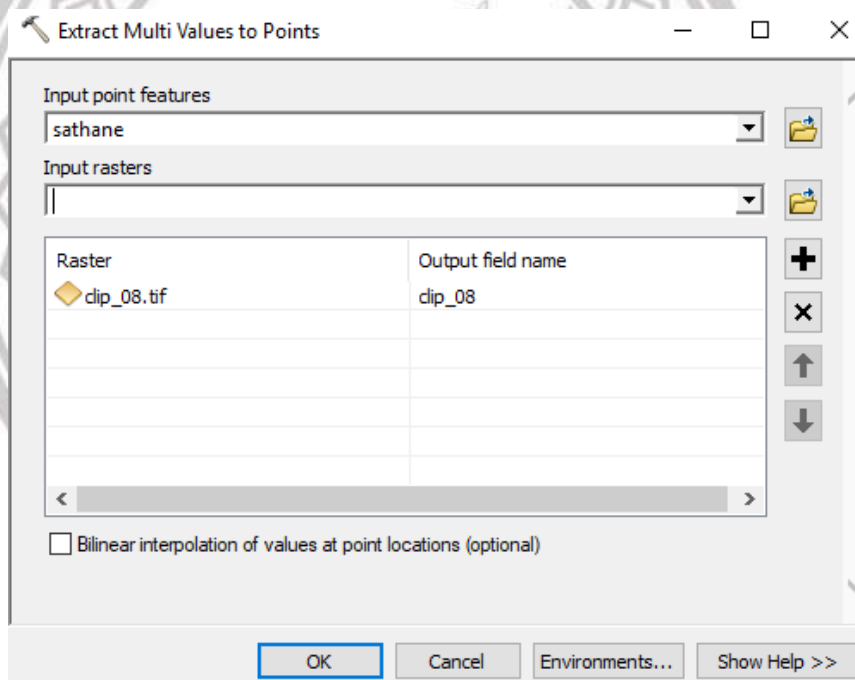 Extract Multi Values to Points
Input point features
sathane
Input rasters
Raster Output field name
clip_08.tif clip_08
Bilinear interpolation of values at point locations (optional)
OK Cancel Environments... Show Help >>